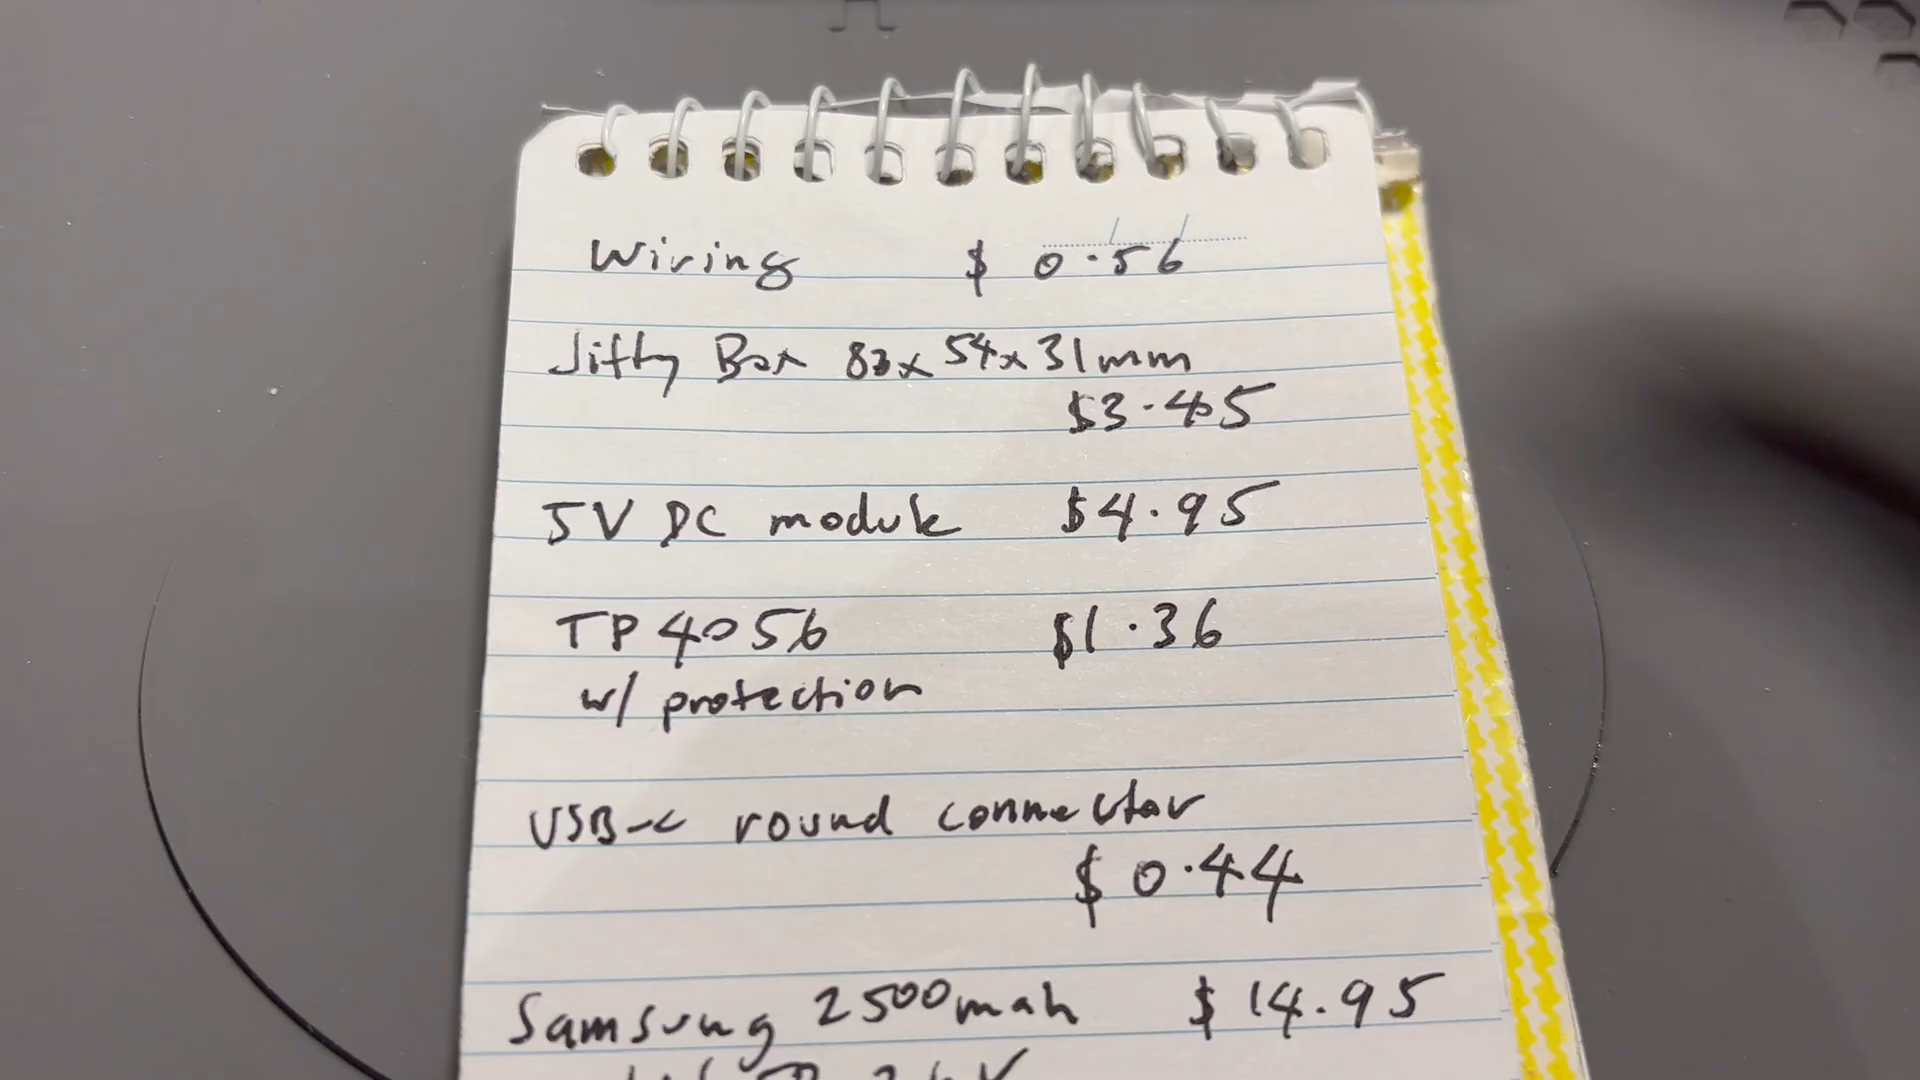 Wiring $ 0.56
Jiffy Box 83x54x31mm
$3.45
5V DC module $4.95
TP4056 $1.36
w/ protection
USB-C round connector
$ 0.44
Samsung 2500mah $ 14.95